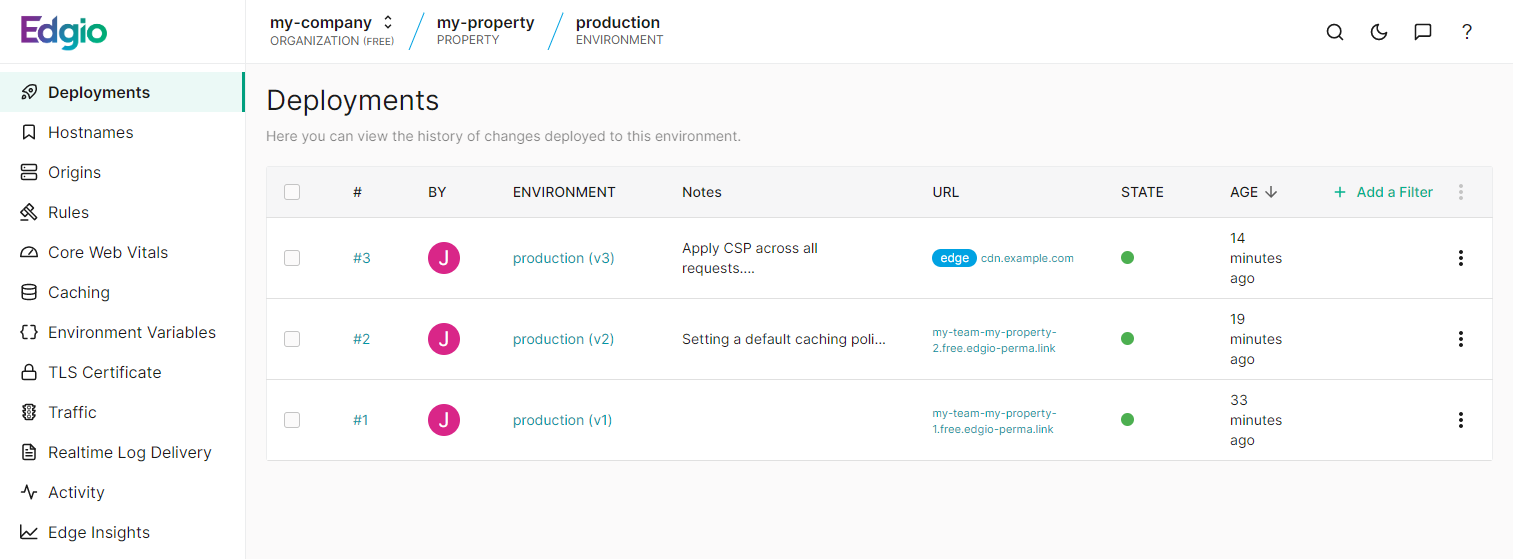 Edgio
my-company
ORGANIZATION (FREE)
my-property
PROPERTY
production
ENVIRONMENT
?
Deployments
Hostnames
Origins
Rules
Core Web Vitals
Caching
Environment Variables
TLS Certificate
Traffic
Realtime Log Delivery
Activity
Edge Insights
Deployments
Here you can view the history of changes deployed to this environment.
# BY ENVIRONMENT Notes URL STATE AGE Add a Filter
#3 J production (v3)
Apply CSP across all
requests....
edge cdn.example.com
14
minutes
ago
#2 J production (v2) Setting a default caching poli...
my-team-my-property-
2.free.edgio-perma.link
19
minutes
ago
#1 J production (v1)
my-team-my-property-
1.free.edgio-perma.link
33
minutes
ago